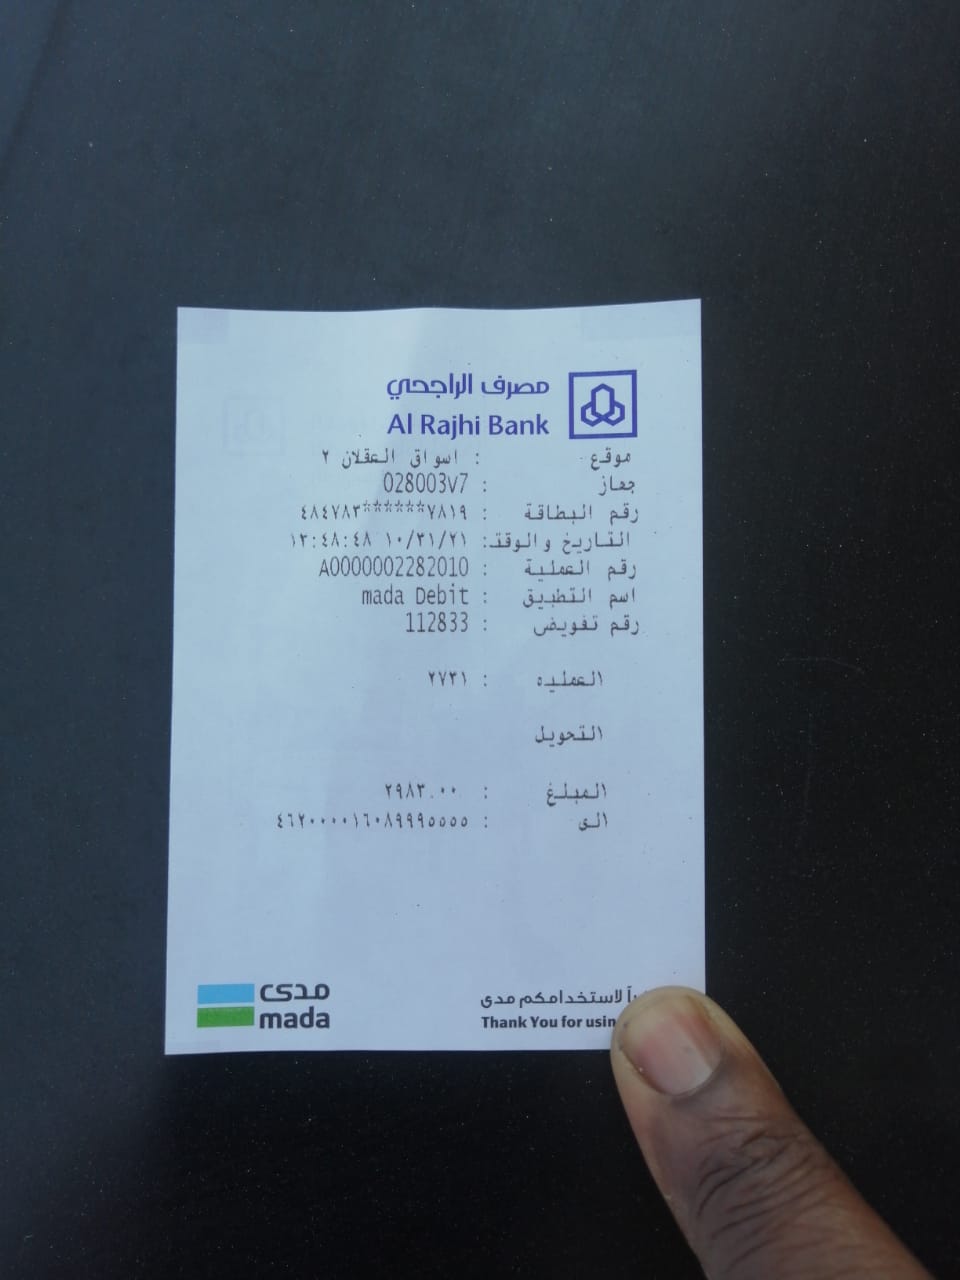 مصرف الراجحي
Al Rajhi Bank
موقع : اسواق العقلان ٢
جهاز : 028003V7
رقم البطاقة : ٤٨٤٧٨٣******٧٨١٩
التاريخ والوقت: ١٠/٣١/٢١ ١٣:٤٨:٤٨
رقم العملية : A0000002282010
اسم التطبيق : mada Debit
رقم تفويض : 112833
العمليه : ٢٧٣١
التحويل
المبلغ : ٢٩٨٣.٠٠
الى : ٤٦٢٠٠٠٠١٦٠٨٩٩٩٥٥٥٥
مدى
mada
لاستخدامكم مدى
Thank You for